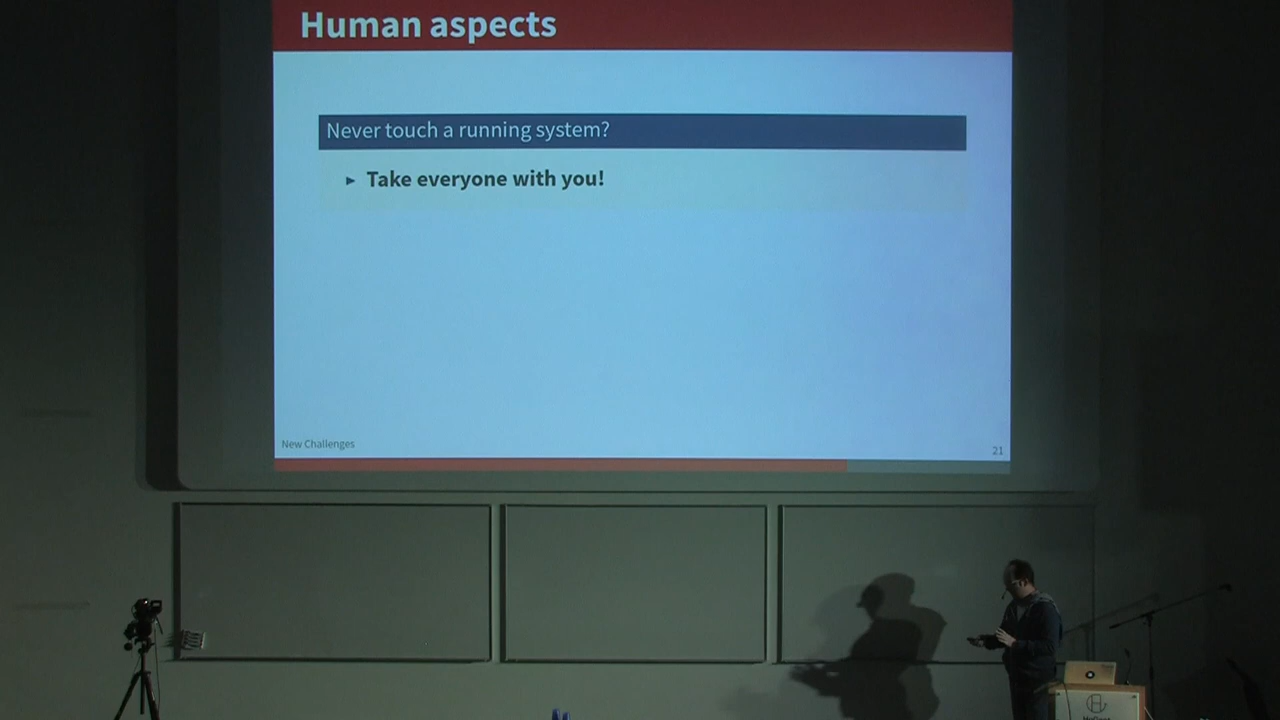 Human aspects
Never touch a running system?
► Take everyone with you!
New Challenges
21